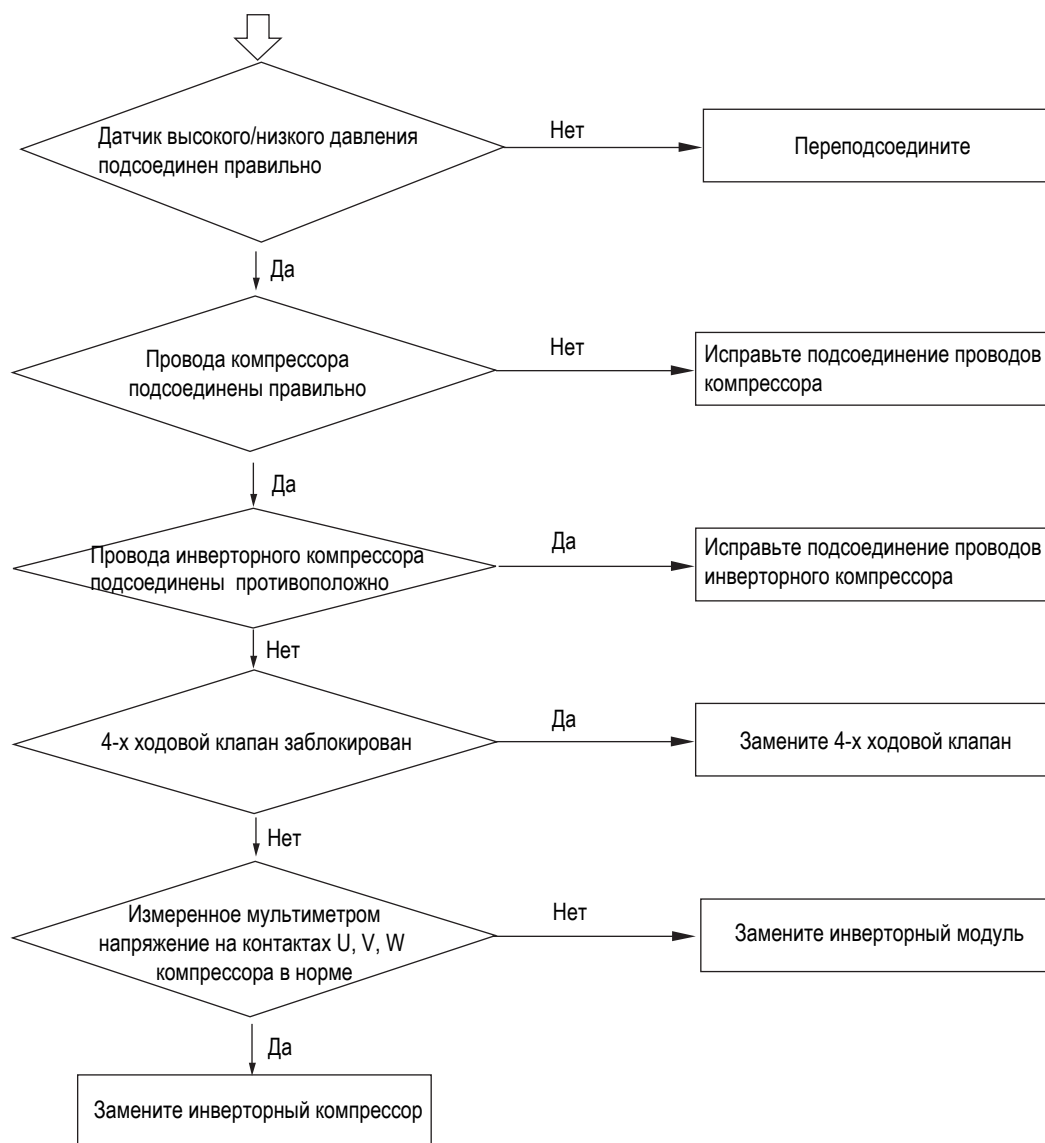 Датчик высокого/низкого давления
подсоединен правильно
Нет
Переподсоедините
Да
Провода компрессора
подсоединены правильно
Нет
Исправьте подсоединение проводов
компрессора
Да
Провода инверторного компрессора
подсоединены противоположно
Да
Исправьте подсоединение проводов
инверторного компрессора
Нет
4-х ходовой клапан заблокирован
Да
Замените 4-х ходовой клапан
Нет
Измеренное мультиметром
напряжение на контактах U, V, W
компрессора в норме
Нет
Замените инверторный модуль
Да
Замените инверторный компрессор